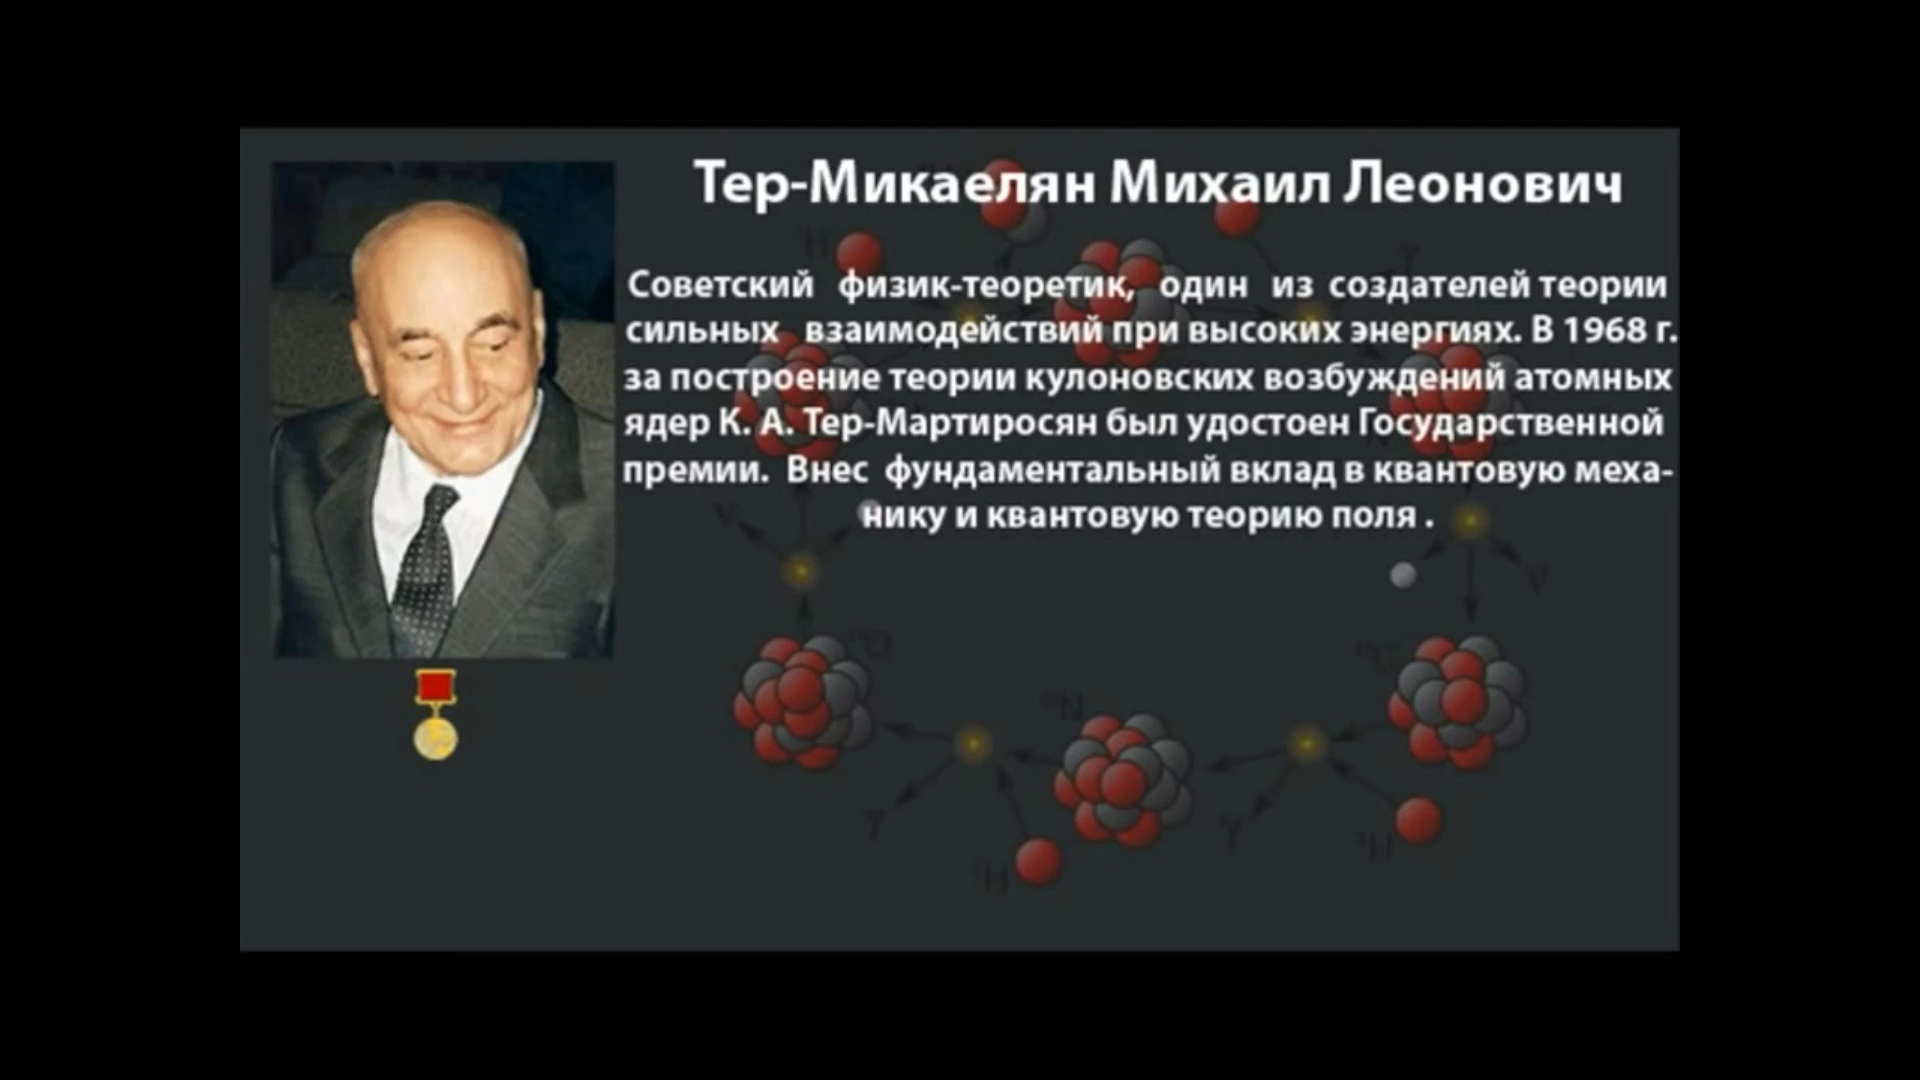 Тер-Микаелян Михаил Леонович
Советский физик-теоретик, один из создателей теории
сильных взаимодействий при высоких энергиях. В 1968 г.
за построение теории кулоновских возбуждений атомных
ядер К. А. Тер-Мартиросян был удостоен Государственной
премии. Внес фундаментальный вклад в квантовую меха-
нику и квантовую теорию поля .